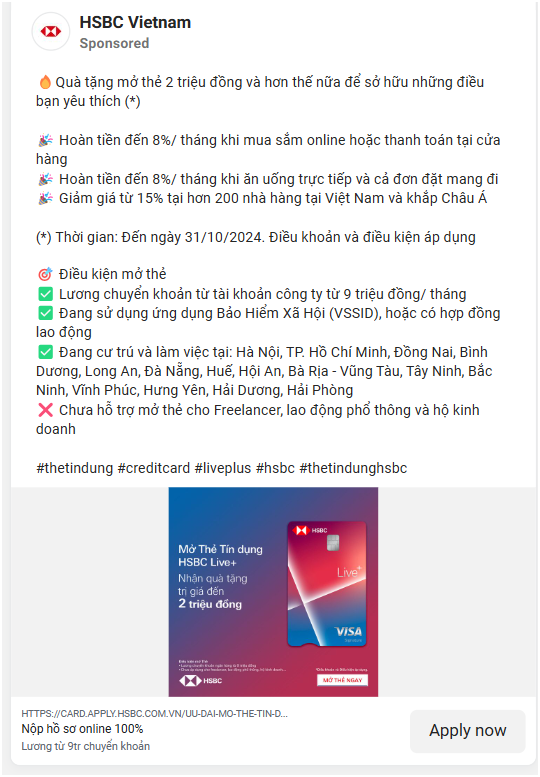 HSBC Vietnam
Sponsored
🔥Quà tặng mở thẻ 2 triệu đồng và hơn thế nữa để sở hữu những điều
bạn yêu thích (*)
🎉 Hoàn tiền đến 8%/ tháng khi mua sắm online hoặc thanh toán tại cửa
hàng
🎉 Hoàn tiền đến 8%/ tháng khi ăn uống trực tiếp và cả đơn đặt mang đi
🎉 Giảm giá từ 15% tại hơn 200 nhà hàng tại Việt Nam và khắp Châu Á
(*) Thời gian: Đến ngày 31/10/2024. Điều khoản và điều kiện áp dụng
🎯 Điều kiện mở thẻ
✅ Lương chuyển khoản từ tài khoản công ty từ 9 triệu đồng/ tháng
✅ Đang sử dụng ứng dụng Bảo Hiểm Xã Hội (VSSID), hoặc có hợp đồng
lao động
✅ Đang cư trú và làm việc tại: Hà Nội, TP. Hồ Chí Minh, Đồng Nai, Bình
Dương, Long An, Đà Nẵng, Huế, Hội An, Bà Rịa - Vũng Tàu, Tây Ninh, Bắc
Ninh, Vĩnh Phúc, Hưng Yên, Hải Dương, Hải Phòng
❌ Chưa hỗ trợ mở thẻ cho Freelancer, lao động phổ thông và hộ kinh
doanh
#thetindung #creditcard #liveplus #hsbc #thetindunghsbc
Mở Thẻ Tín dụng
HSBC Live+
Nhận quà tặng
trị giá đến
2 triệu đồng
HSBC
Live+
VISA
HSBC
MỞ THẺ NGAY
HTTPS://CARD.APPLY.HSBC.COM.VN/UU-DAI-MO-THE-TIN-D...
Nộp hồ sơ online 100%
Lương từ 9tr chuyển khoản
Apply now